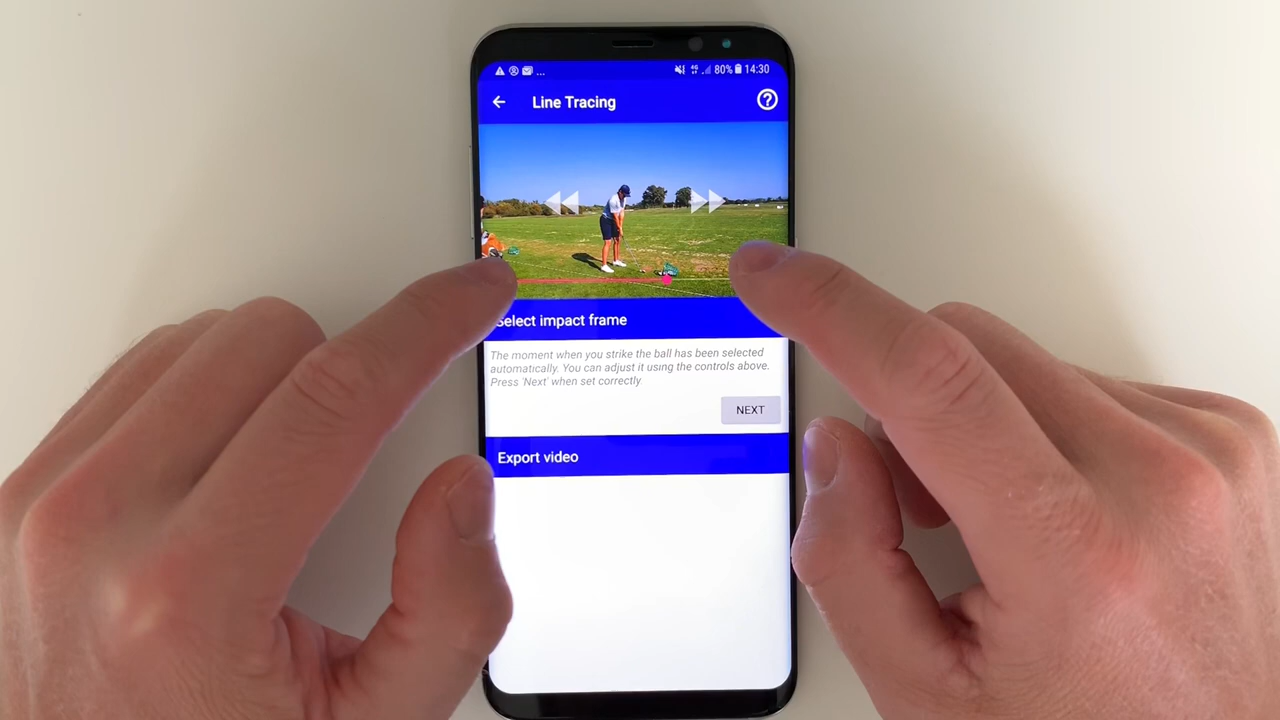 80% 14:30
Line Tracing
Select impact frame
The moment when you strike the ball has been selected
automatically. You can adjust it using the controls above.
Press 'Next' when set correctly
NEXT
Export video